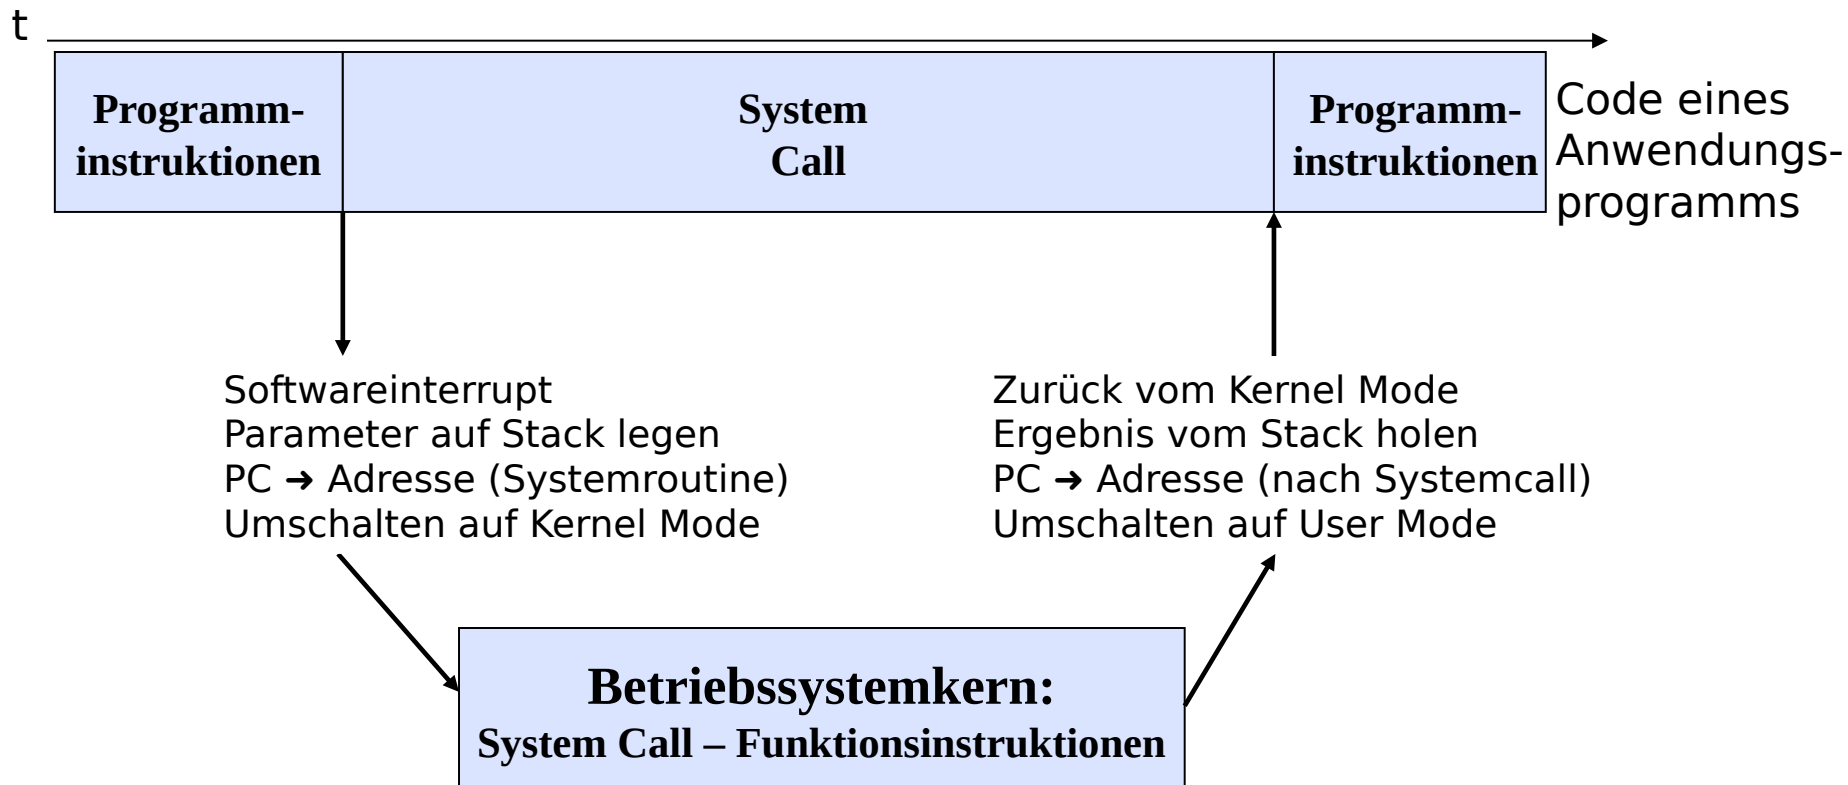 t
Programm-
instruktionen
System
Call
Programm-
instruktionen
Code eines
Anwendungs-
programms
Softwareinterrupt
Parameter auf Stack legen
PC ➜ Adresse (Systemroutine)
Umschalten auf Kernel Mode
Zurück vom Kernel Mode
Ergebnis vom Stack holen
PC ➜ Adresse (nach Systemcall)
Umschalten auf User Mode
Betriebssystemkern:
System Call – Funktionsinstruktionen